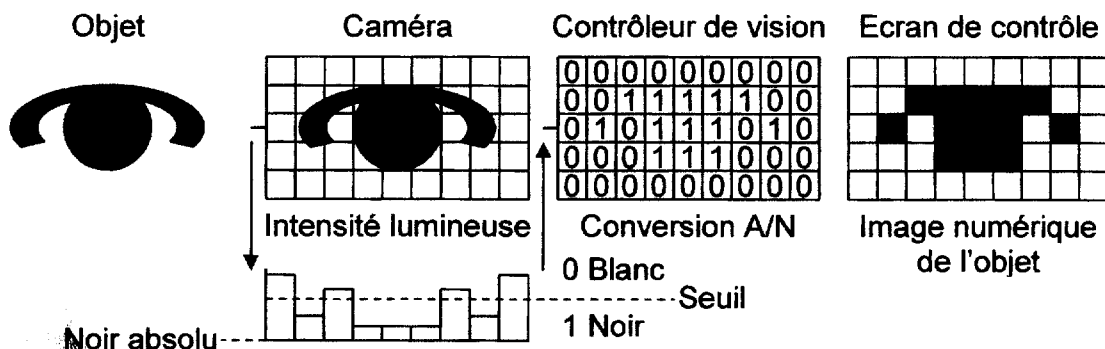 Objet
Caméra
Contrôleur de vision
Ecran de contrôle
0 0 0 0 0 0 0 0 0
0 0 1 1 1 1 1 0 0
0 1 0 1 1 1 0 1 0
0 0 0 1 1 1 0 0 0
0 0 0 0 0 0 0 0 0
Intensité lumineuse
Conversion A/N
Image numérique
de l'objet
0 Blanc
Seuil
1 Noir
Noir absolu